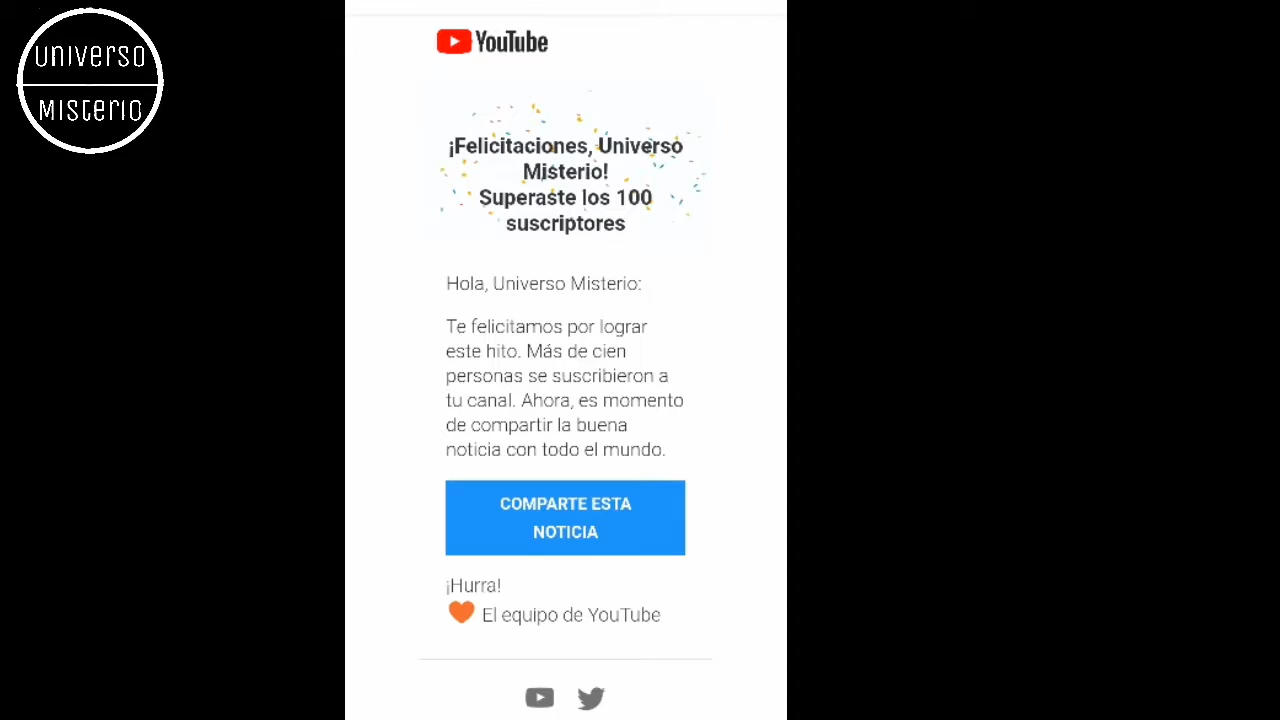 Universo
Misterio
YouTube
¡Felicitaciones, Universo
Misterio!
Superaste los 100
suscriptores
Hola, Universo Misterio:
Te felicitamos por lograr
este hito. Más de cien
personas se suscribieron a
tu canal. Ahora, es momento
de compartir la buena
noticia con todo el mundo.
COMPARTE ESTA
NOTICIA
¡Hurra!
El equipo de YouTube